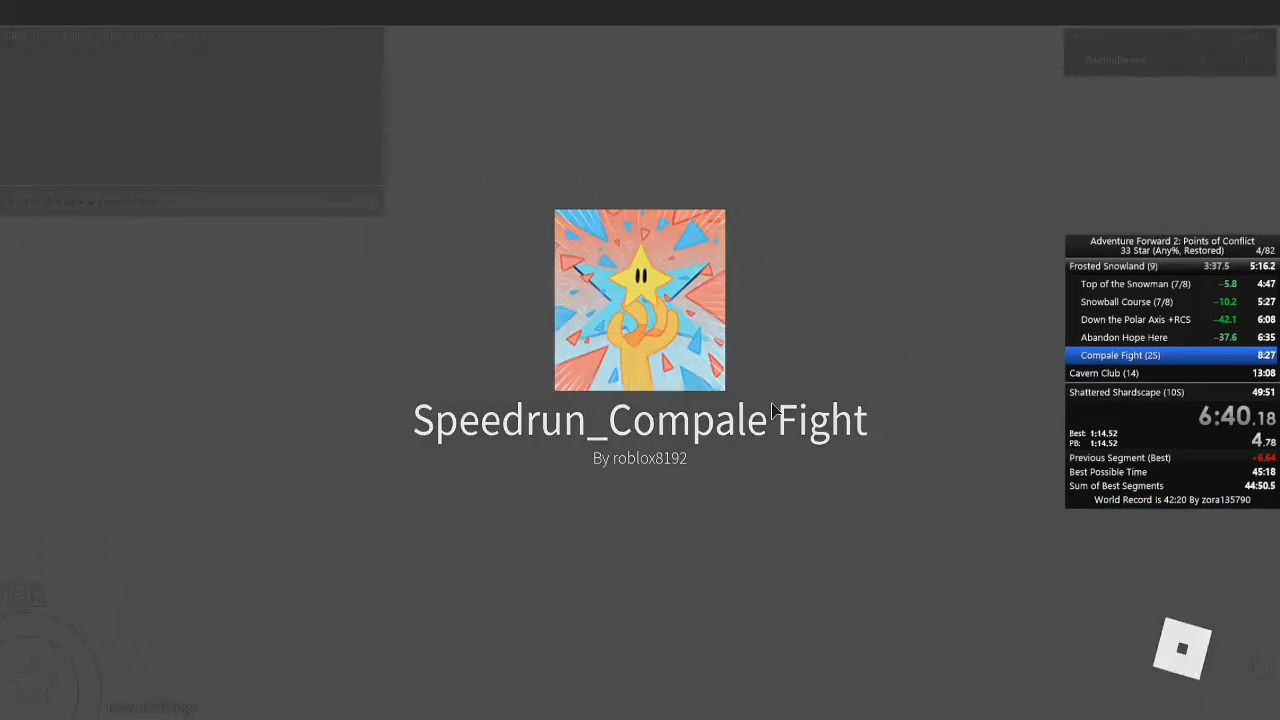 Speedrun_Compale Fight
By roblox8192
Adventure Forward 2: Points of Conflict
33 Star (Any%, Restored) 4/82
Frosted Snowland (9) 3:37.5 5:16.2
Top of the Snowman (7/8) −5.8 4:47
Snowball Course (7/8) −10.2 5:27
Down the Polar Axis +RCS −42.1 6:08
Abandon Hope Here −37.6 6:35
Compale Fight (2S) 8:27
Cavern Club (14) 13:08
Shattered Shardscape (10S) 49:51
6:40.18
Best: 1:14.52
PB: 1:14.52
4.78
Previous Segment (Best) +6.64
Best Possible Time 45:18
Sum of Best Segments 44:50.5
World Record Is 42:20 By zora135790